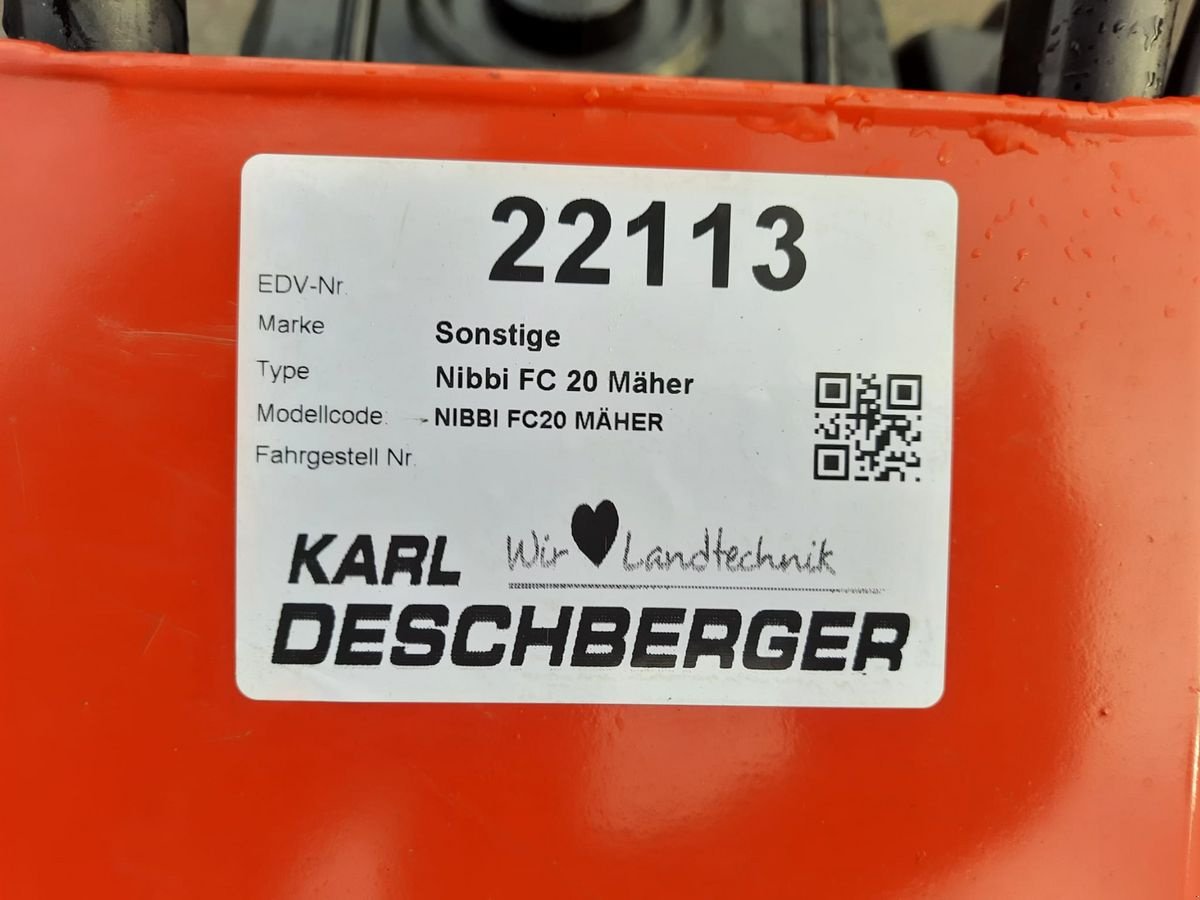 22113
EDV-Nr.
Marke Sonstige
Type Nibbi FC 20 Mäher
Modellcode: NIBBI FC20 MÄHER
Fahrgestell Nr.
KARL Wir ♥ Landtechnik
DESCHBERGER